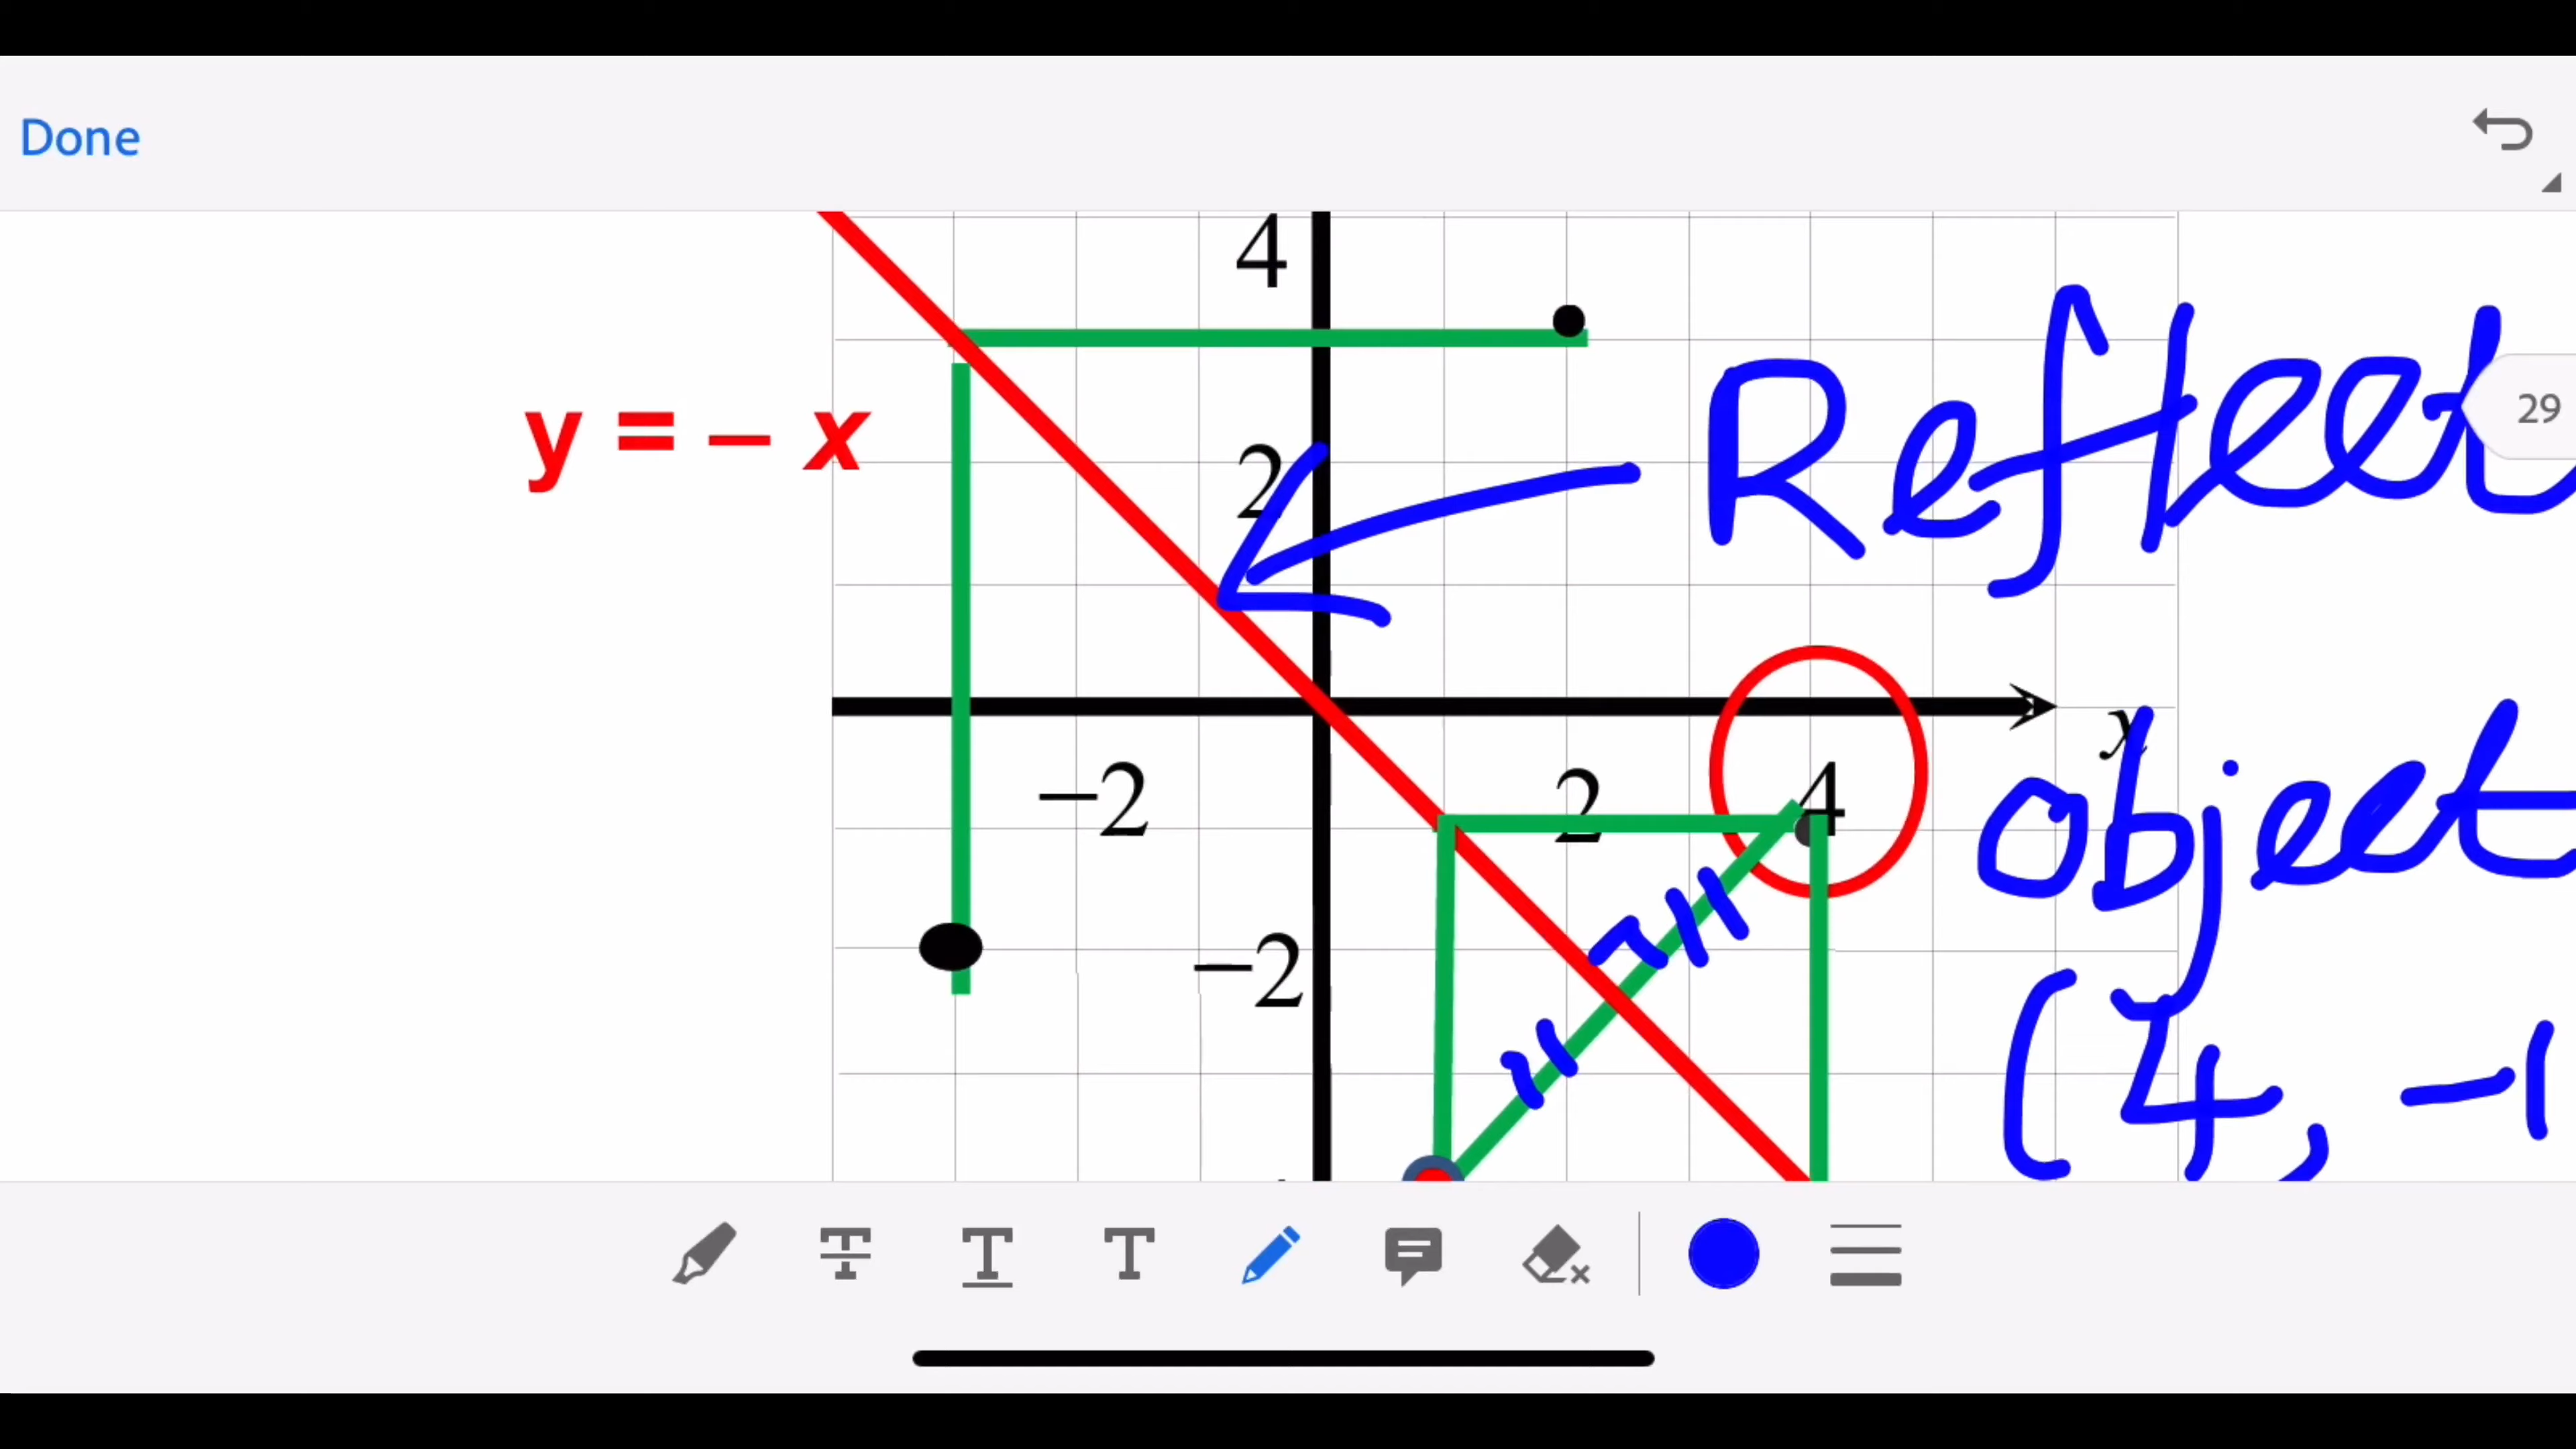 Done
4
y = – x
Reflect
29
2
x
–2
2
4
object
–2
(4, -1